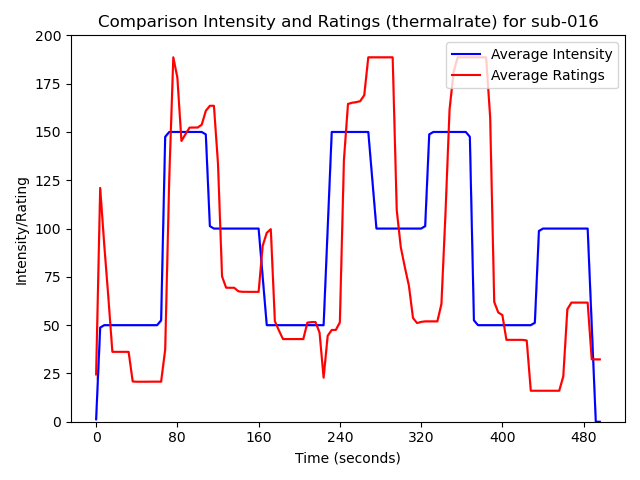 Comparison Intensity and Ratings (thermalrate) for sub-016
200
175
150
125
100
75
50
25
0
Intensity/Rating
Average Intensity
Average Ratings
0 80 160 240 320 400 480
Time (seconds)